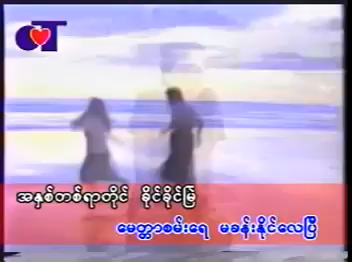 CT
အနှစ်တစ်ရာတိုင် ခိုင်ခိုင်မြဲ
မေတ္တာစမ်းရေ မခန်းနိုင်လေပြီ